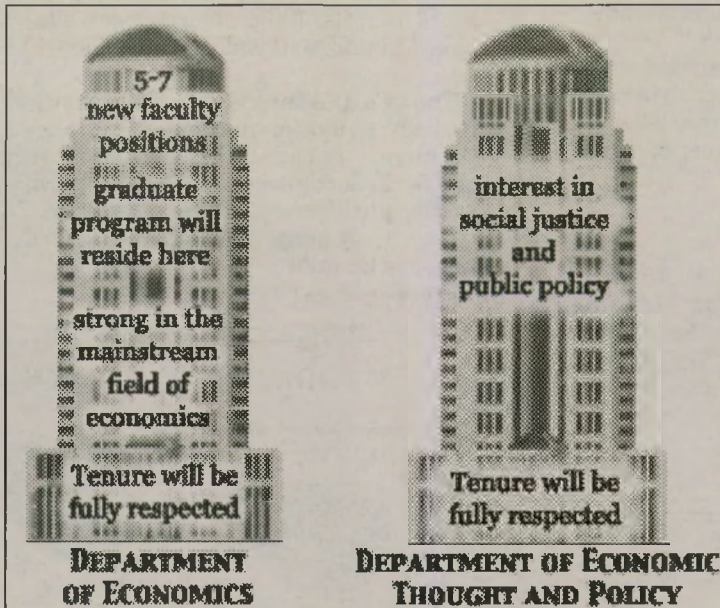 5-7
new faculty
positions
graduate
program will
reside here
strong in the
mainstream
field of
economics
Tenure will be
fully respected
DEPARTMENT
OF ECONOMICS
interest in
social justice
and
public policy
Tenure will be
fully respected
DEPARTMENT OF ECONOMIC
THOUGHT AND POLICY